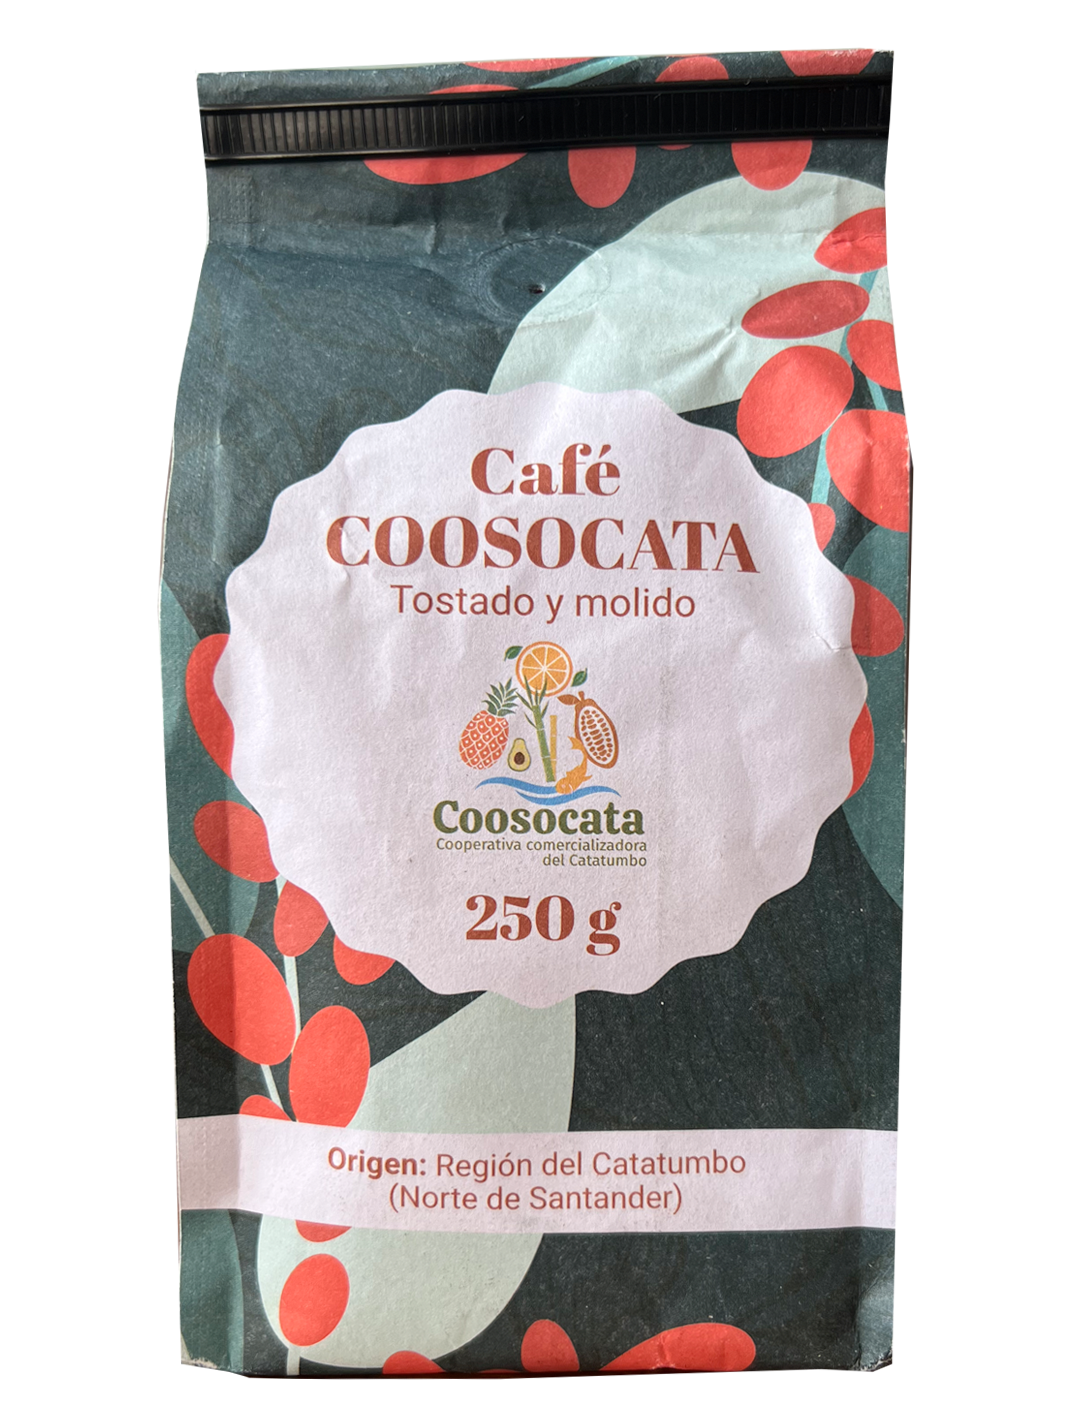 Café
COOSOCATA
Tostado y molido
Coosocata
Cooperativa comercializadora
del Catatumbo
250 g
Origen: Región del Catatumbo
(Norte de Santander)